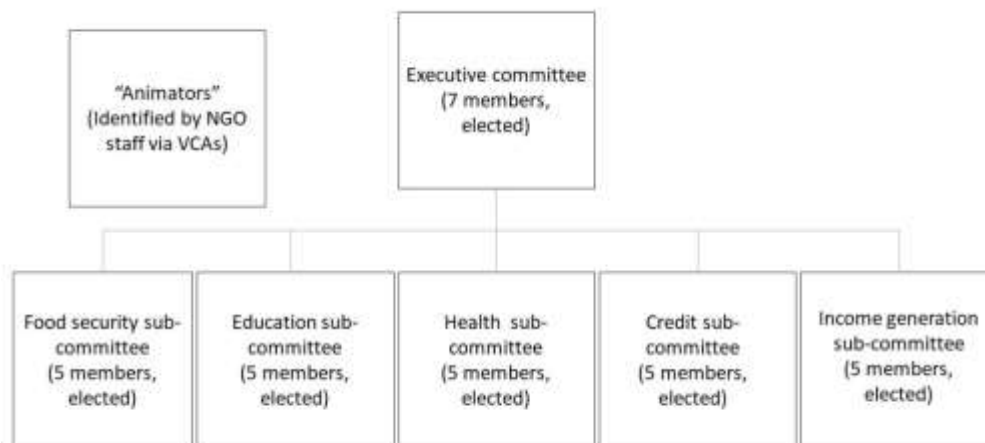 “Animators”
(Identified by NGO
staff via VCAs)
Executive committee
(7 members,
elected)
Food security sub-
committee
(5 members,
elected)
Education sub-
committee
(5 members,
elected)
Health sub-
committee
(5 members,
elected)
Credit sub-
committee
(5 members,
elected)
Income generation
sub-committee
(5 members,
elected)